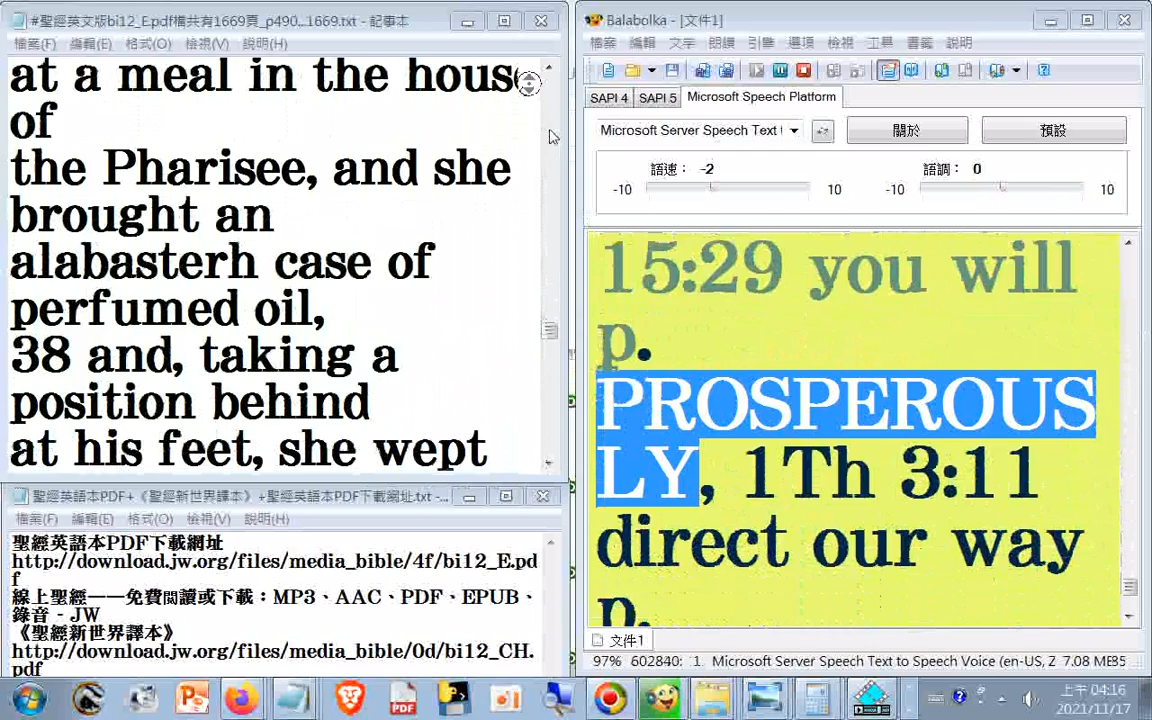 #聖經英文版bi12_E.pdf橫共有1669頁_p490,..1669.txt - 記事本
檔案(F) 編輯(E) 格式(O) 檢視(V) 說明(H)
at a meal in the house
of
the Pharisee, and she
brought an
alabasterh case of
perfumed oil,
38 and, taking a
position behind
at his feet, she wept
聖經英語本PDF+《聖經新世界譯本》+聖經英語本PDF下載網址.txt - ...
檔案(F) 編輯(E) 格式(O) 檢視(V) 說明(H)
聖經英語本PDF下載網址
http://download.jw.org/files/media_bible/4f/bi12_E.pd
f
線上聖經——免費閱讀或下載：MP3、AAC、PDF、EPUB、
錄音 - JW
《聖經新世界譯本》
http://download.jw.org/files/media_bible/0d/bi12_CH.
pdf
Balabolka - [文件1]
檔案 編輯 文字 朗讀 引擎 選項 檢視 工具 書籤 說明
SAPI 4 SAPI 5 Microsoft Speech Platform
Microsoft Server Speech Text 關於 預設
語速： -2 語調： 0
-10 10 -10 10
15:29 you will
p.
PROSPEROUS
LY, 1Th 3:11
direct our way
p.
文件1
97% 602840: 1. Microsoft Server Speech Text to Speech Voice (en-US, Z 7.08 MB
上午 04:16
2021/11/17